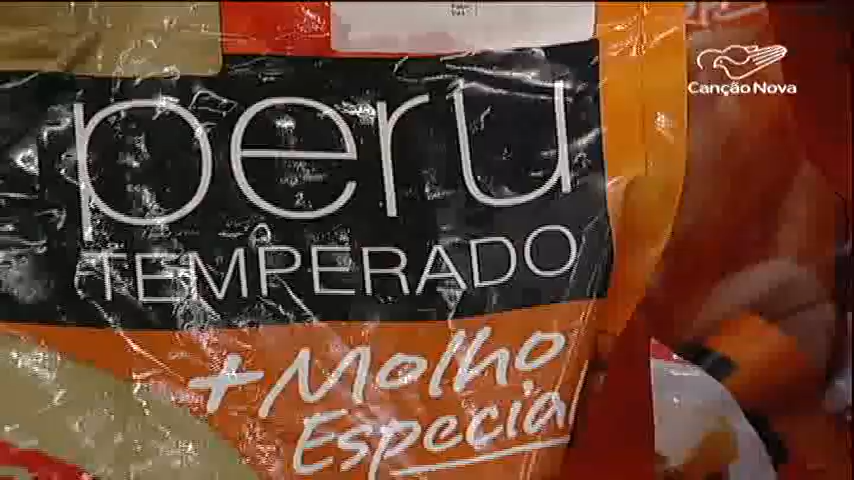 Canção Nova
peru
TEMPERADO
+ Molho
Especial